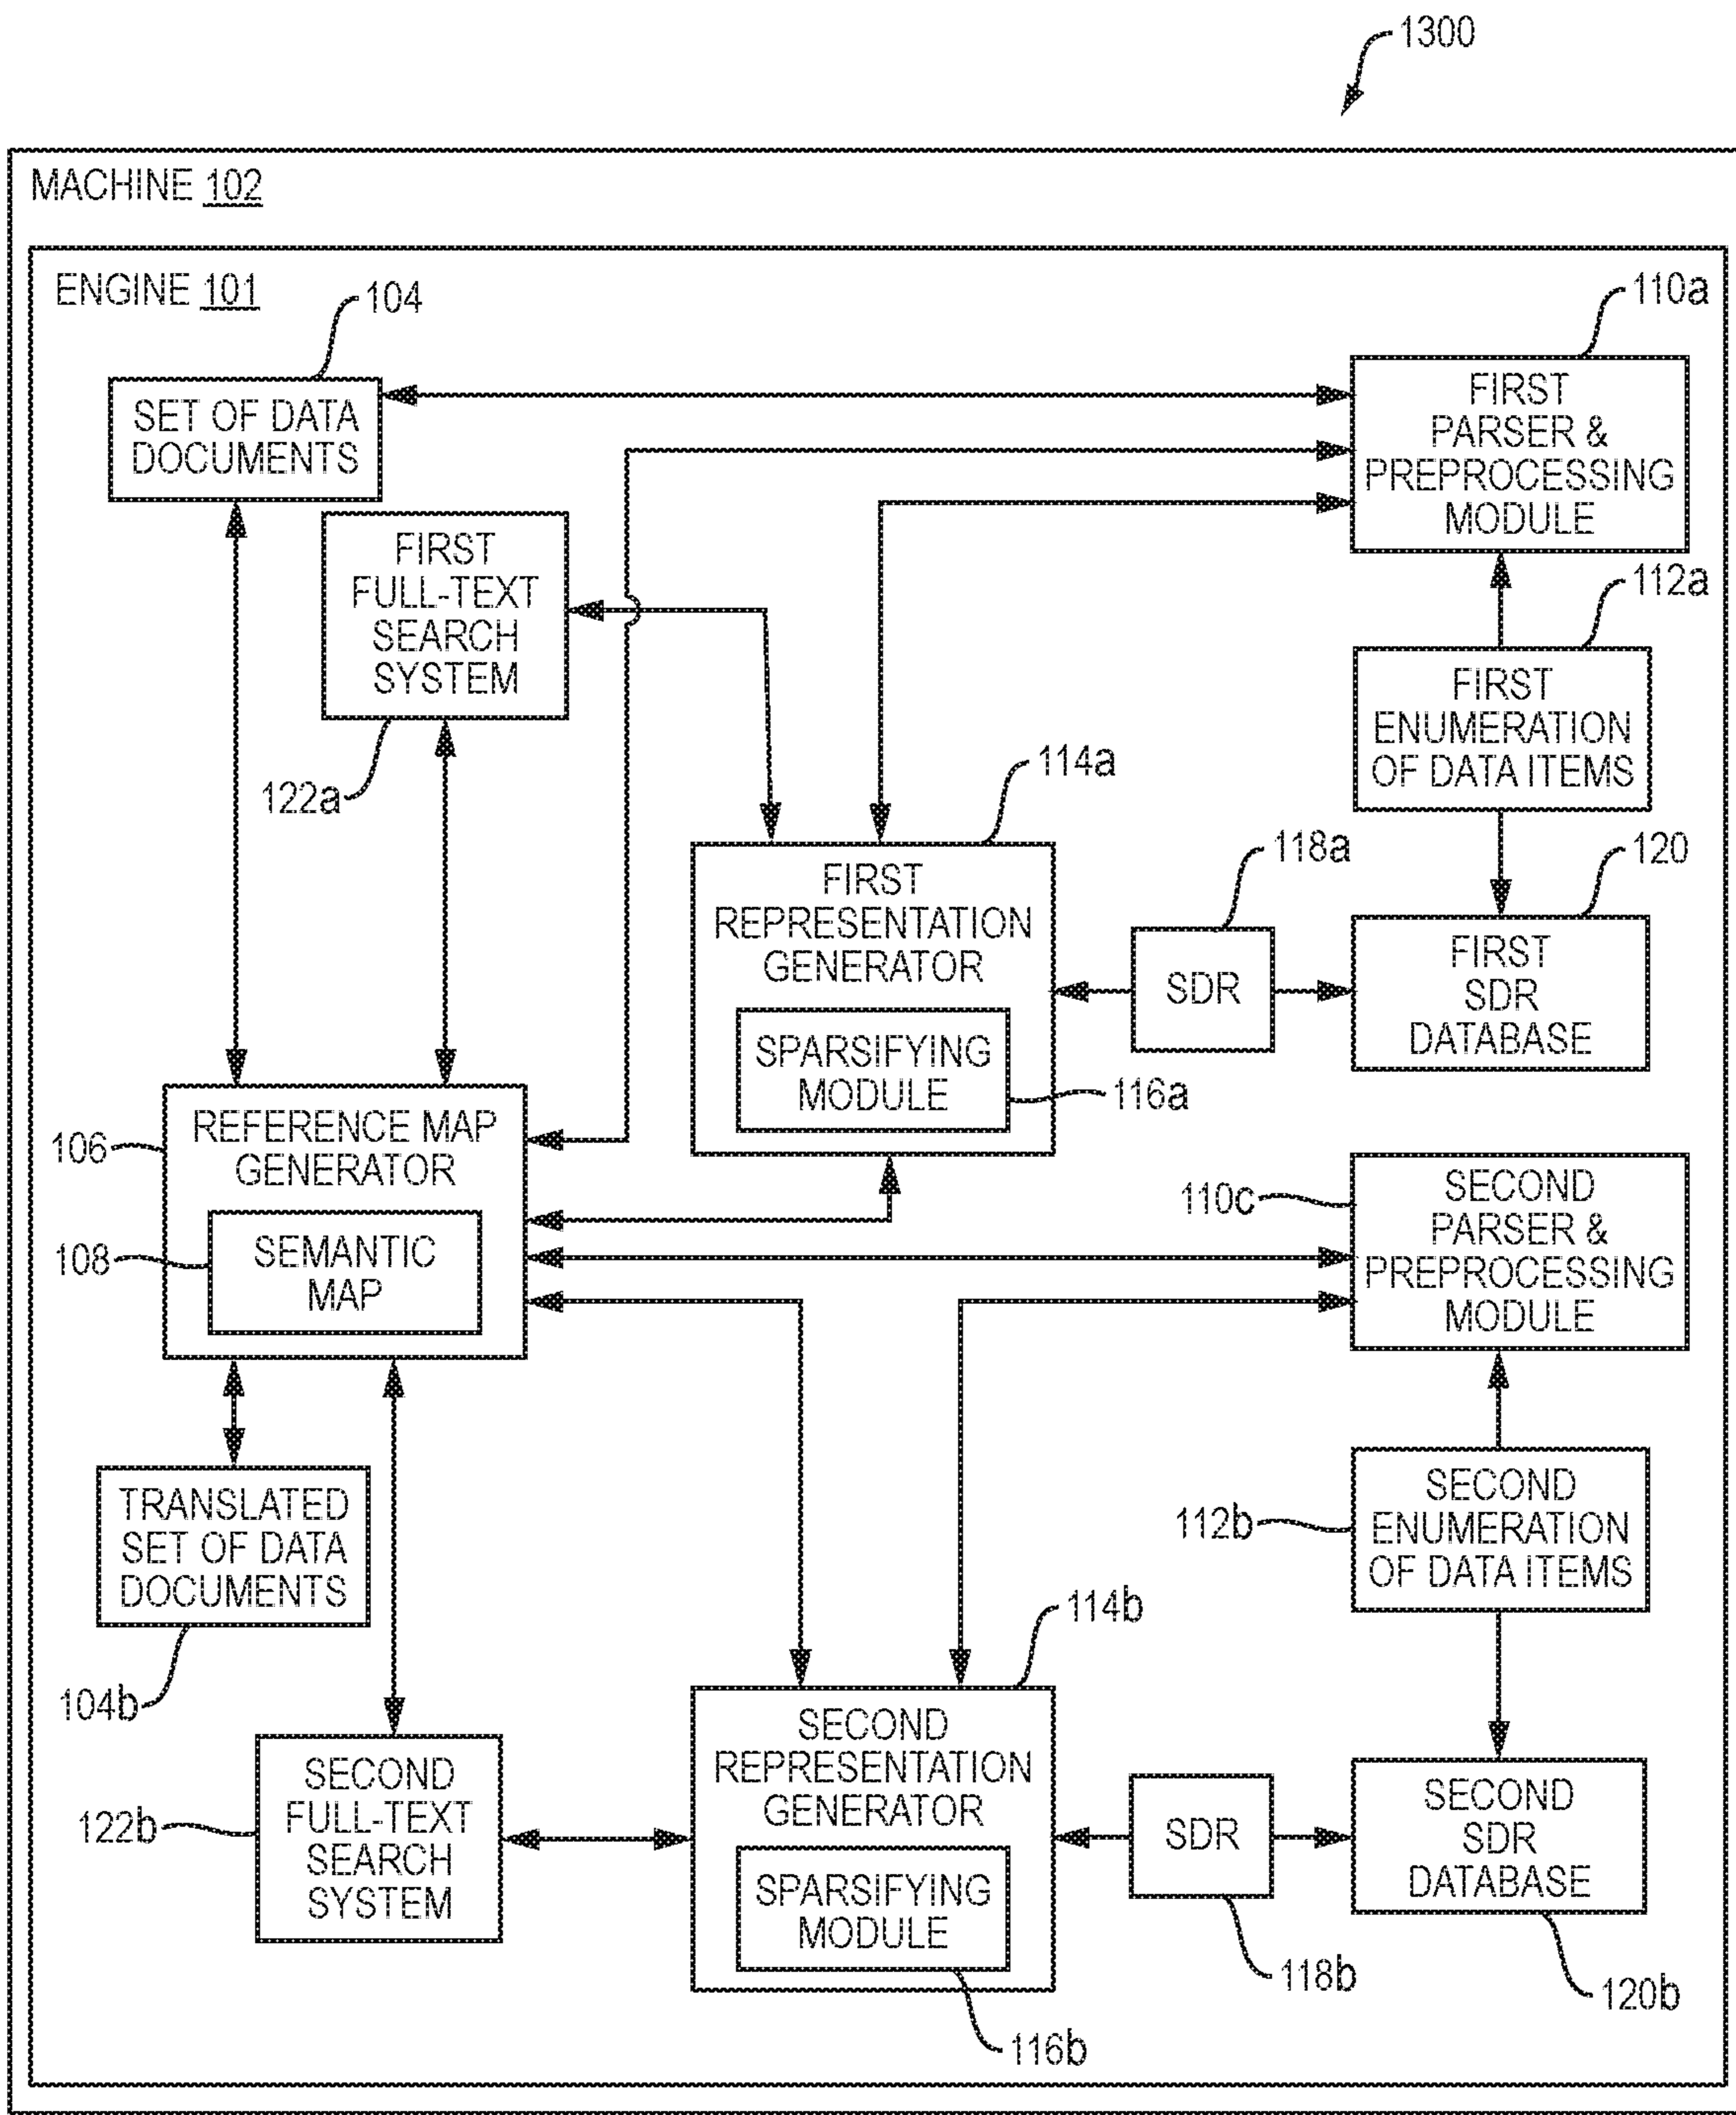 1300
MACHINE 102
ENGINE 101
104
110a
SET OF DATA
DOCUMENTS
FIRST
PARSER &
PREPROCESSING
MODULE
FIRST
FULL-TEXT
SEARCH
SYSTEM
122a
112a
FIRST
ENUMERATION
OF DATA ITEMS
114a
FIRST
REPRESENTATION
GENERATOR
SPARSIFYING
MODULE
116a
118a
SDR
120
FIRST
SDR
DATABASE
106
REFERENCE MAP
GENERATOR
108
SEMANTIC
MAP
110c
SECOND
PARSER &
PREPROCESSING
MODULE
TRANSLATED
SET OF DATA
DOCUMENTS
104b
112b
SECOND
ENUMERATION
OF DATA ITEMS
114b
122b
SECOND
FULL-TEXT
SEARCH
SYSTEM
SECOND
REPRESENTATION
GENERATOR
SPARSIFYING
MODULE
116b
SDR
118b
SECOND
SDR
DATABASE
120b